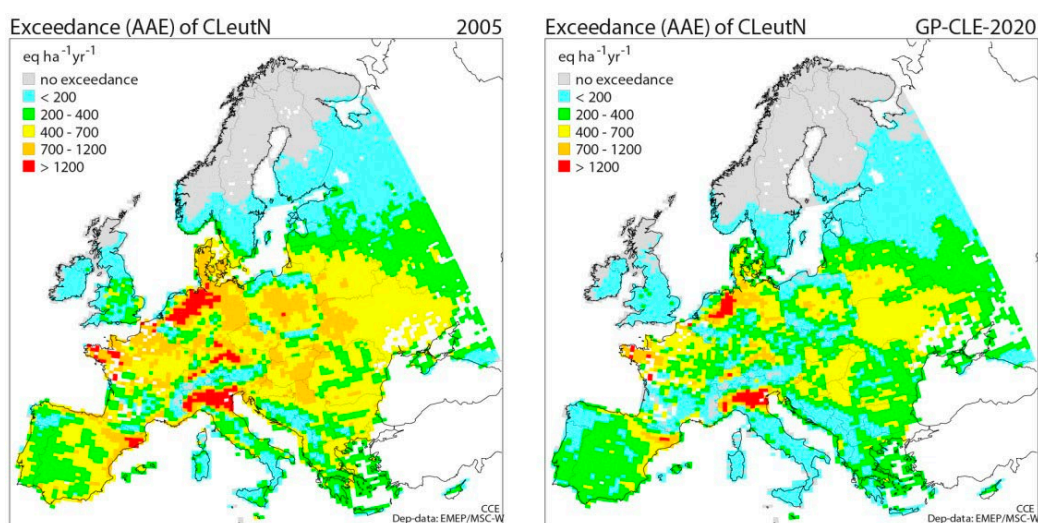 Exceedance (AAE) of CLeutN 2005
eq ha⁻¹yr⁻¹
no exceedance
< 200
200 - 400
400 - 700
700 - 1200
> 1200
CCE
Dep-data: EMEP/MSC-W
Exceedance (AAE) of CLeutN GP-CLE-2020
eq ha⁻¹yr⁻¹
no exceedance
< 200
200 - 400
400 - 700
700 - 1200
> 1200
CCE
Dep-data: EMEP/MSC-W